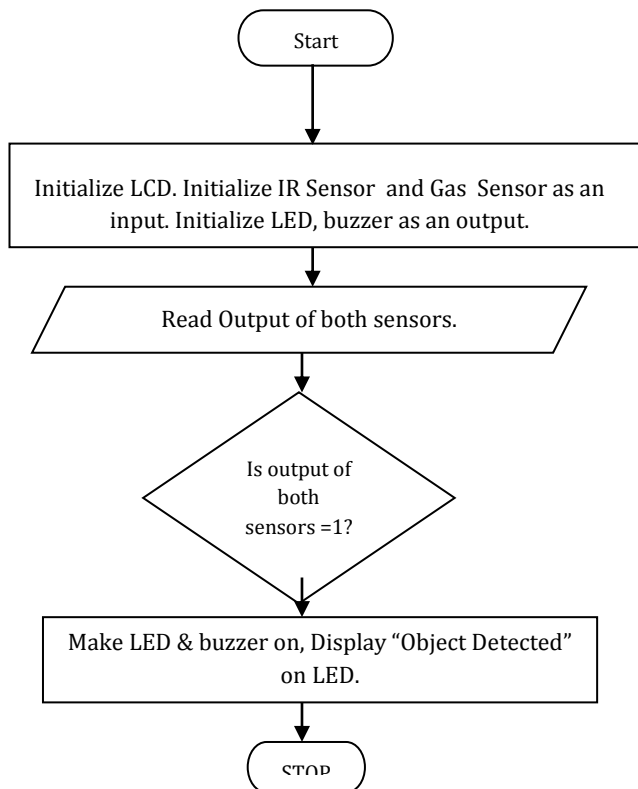 Start
Initialize LCD. Initialize IR Sensor and Gas Sensor as an
input. Initialize LED, buzzer as an output.
Read Output of both sensors.
Is output of
both
sensors =1?
Make LED & buzzer on, Display “Object Detected”
on LED.
STOP